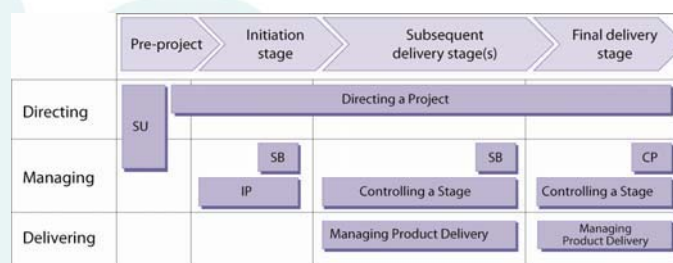 Pre-project
Initiation
stage
Subsequent
delivery stage(s)
Final delivery
stage
Directing
SU
Directing a Project
Managing
SB
SB
CP
IP
Controlling a Stage
Controlling a Stage
Delivering
Managing Product Delivery
Managing
Product Delivery